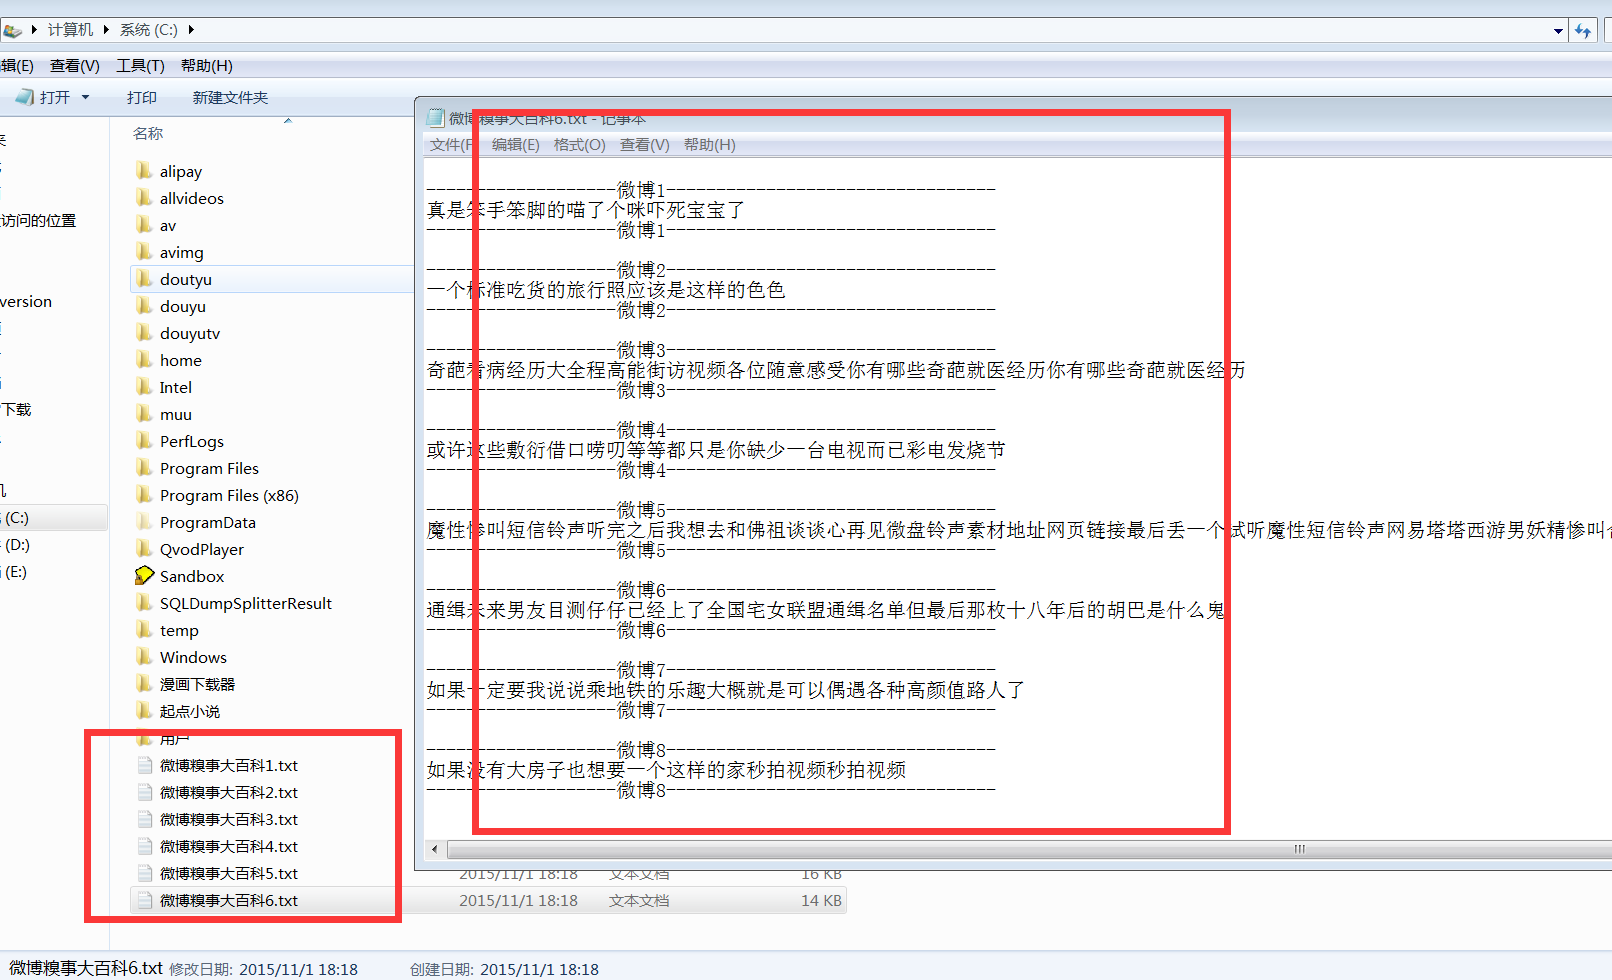 计算机 系统 (C:)
辑(E) 查看(V) 工具(T) 帮助(H)
打开 打印 新建文件夹
名称
访问的位置
version
下载
机
(C:)
(D:)
(E:)
alipay
allvideos
av
avimg
doutyu
douyu
douyutv
home
Intel
muu
PerfLogs
Program Files
Program Files (x86)
ProgramData
QvodPlayer
Sandbox
SQLDumpSplitterResult
temp
Windows
漫画下载器
起点小说
用户
微博糗事大百科1.txt
微博糗事大百科2.txt
微博糗事大百科3.txt
微博糗事大百科4.txt
微博糗事大百科5.txt 2015/11/1 18:18 文本文档 16 KB
微博糗事大百科6.txt 2015/11/1 18:18 文本文档 14 KB
微博糗事大百科6.txt - 记事本
文件(F) 编辑(E) 格式(O) 查看(V) 帮助(H)
-------------------微博1---------------------------------
真是笨手笨脚的喵了个咪吓死宝宝了
-------------------微博1---------------------------------
-------------------微博2---------------------------------
一个标准吃货的旅行照应该是这样的色色
-------------------微博2---------------------------------
-------------------微博3---------------------------------
奇葩看病经历大全程高能街访视频各位随意感受你有哪些奇葩就医经历你有哪些奇葩就医经历
-------------------微博3---------------------------------
-------------------微博4---------------------------------
或许这些敷衍借口唠叨等等都只是你缺少一台电视而已彩电发烧节
-------------------微博4---------------------------------
-------------------微博5---------------------------------
魔性惨叫短信铃声听完之后我想去和佛祖谈谈心再见微盘铃声素材地址网页链接最后丢一个试听魔性短信铃声网易塔塔西游男妖精惨叫合
-------------------微博5---------------------------------
-------------------微博6---------------------------------
通缉未来男友目测仔仔已经上了全国宅女联盟通缉名单但最后那枚十八年后的胡巴是什么鬼
-------------------微博6---------------------------------
-------------------微博7---------------------------------
如果一定要我说说乘地铁的乐趣大概就是可以偶遇各种高颜值路人了
-------------------微博7---------------------------------
-------------------微博8---------------------------------
如果没有大房子也想要一个这样的家秒拍视频秒拍视频
-------------------微博8---------------------------------
微博糗事大百科6.txt 修改日期: 2015/11/1 18:18 创建日期: 2015/11/1 18:18